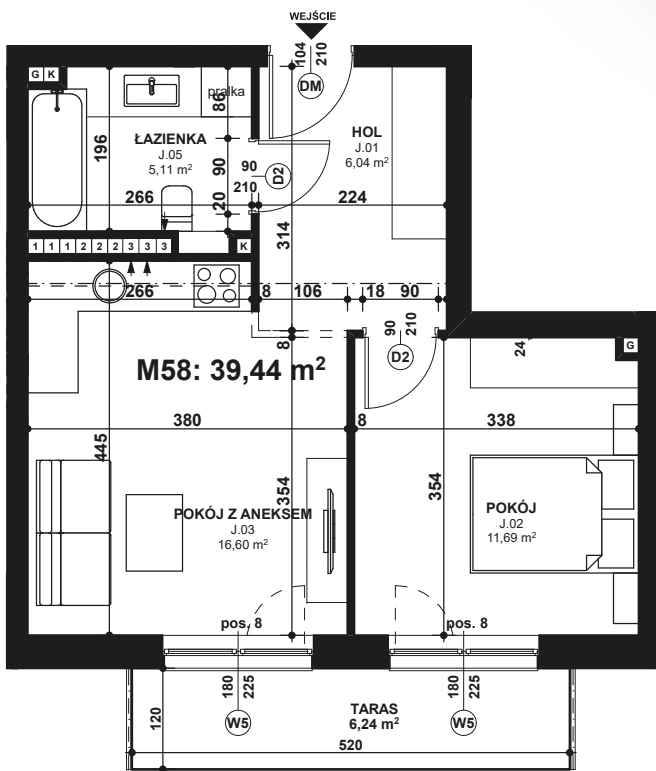 WEJŚCIE
104
210
DM
G K
pralka
86
HOL
J.01
6,04 m²
ŁAZIENKA
J.05
5,11 m²
196
90
90
210
D2
20
266
224
314
1 1 1 2 2 2 3 3 3
K
266
8
106
18
90
90
210
D2
8
24
G
M58: 39,44 m²
380
8
338
445
354
354
POKÓJ Z ANEKSEM
J.03
16,60 m²
POKÓJ
J.02
11,69 m²
pos. 8
pos. 8
180
225
W5
180
225
W5
120
TARAS
6,24 m²
520